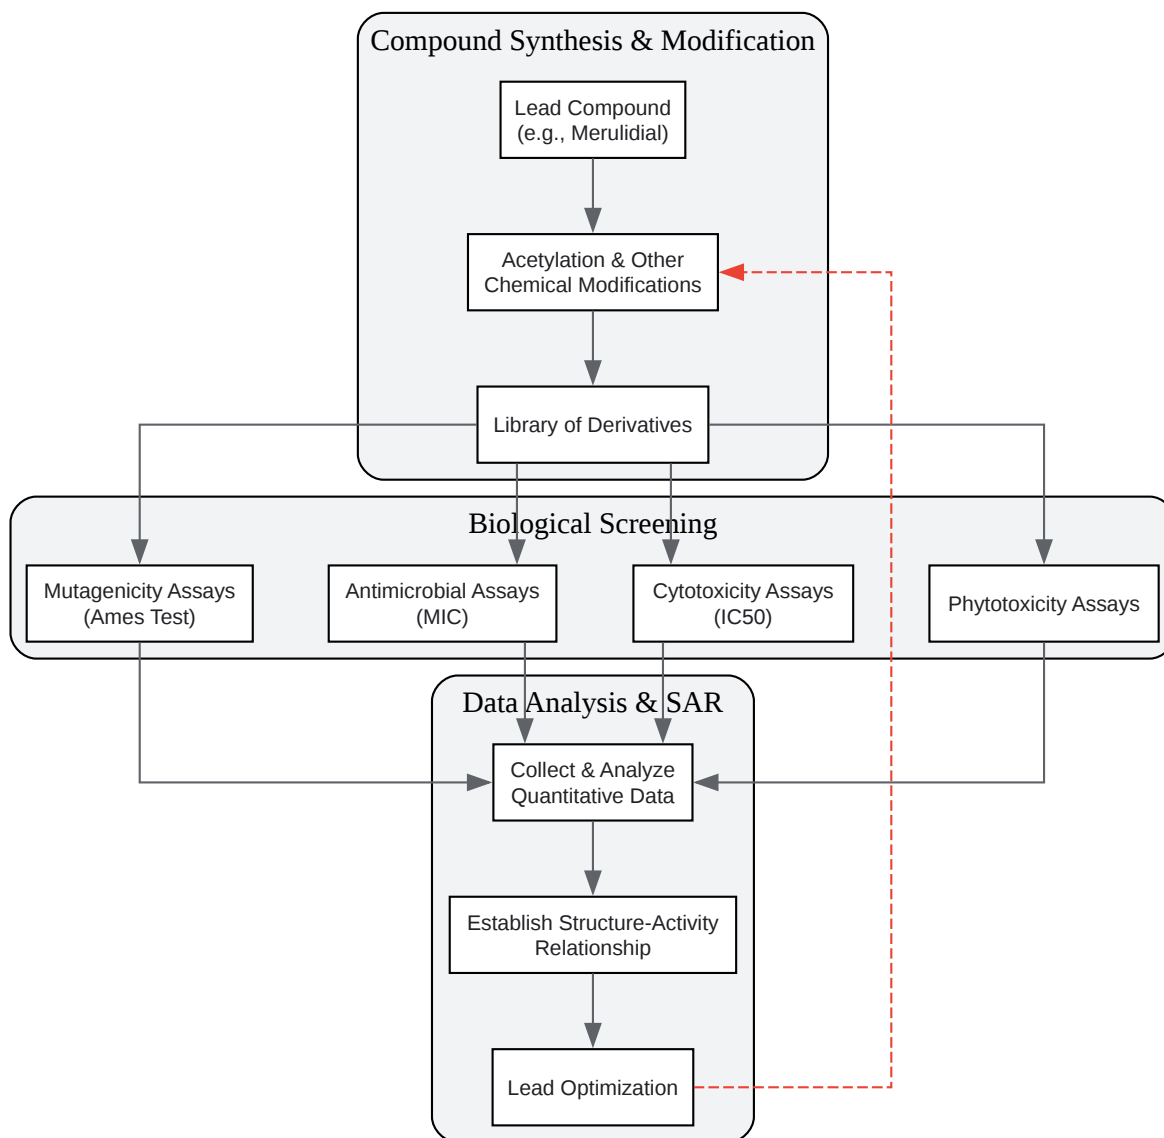 Compound Synthesis & Modification
Lead Compound
(e.g., Merulidial)
Acetylation & Other
Chemical Modifications
Library of Derivatives
Biological Screening
Mutagenicity Assays
(Ames Test)
Antimicrobial Assays
(MIC)
Cytotoxicity Assays
(IC50)
Phytotoxicity Assays
Data Analysis & SAR
Collect & Analyze
Quantitative Data
Establish Structure-Activity
Relationship
Lead Optimization